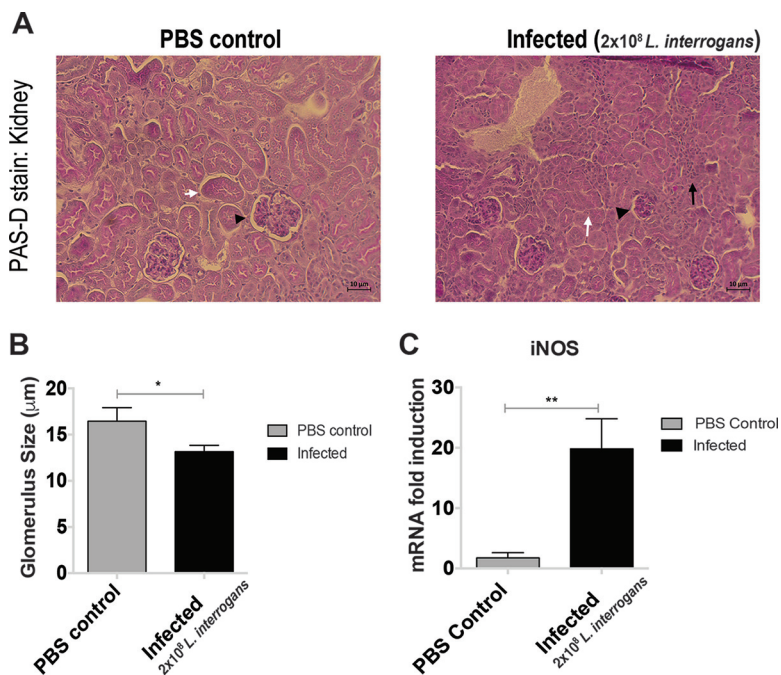 A
PBS control
Infected (2x10⁸ L. interrogans)
PAS-D stain: Kidney
10 µm
10 µm
B
Glomerulus Size (µm)
20
15
10
5
0
*
PBS control
Infected
PBS control
Infected
2x10⁸ L. interrogans
C
iNOS
mRNA fold induction
30
20
10
0
**
PBS Control
Infected
PBS Control
Infected
2x10⁸ L. interrogans